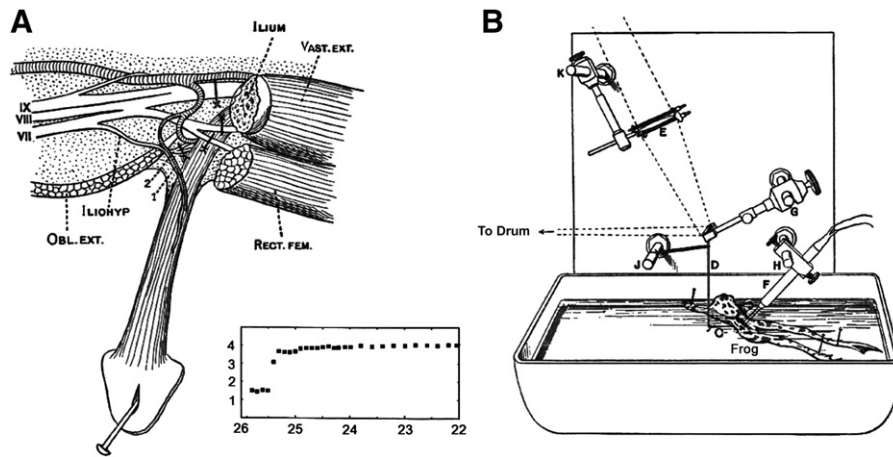 A
ILIUM
VAST. EXT.
IX
VIII
VII
2
1
ILIOHYP
OBL. EXT.
RECT. FEM.
4
3
2
1
26 25 24 23 22
B
K
E
G
To Drum
J
D
H
F
C
Frog